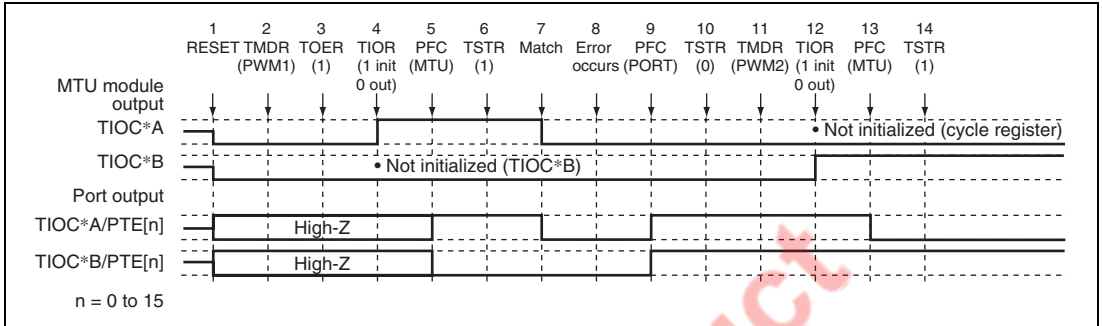 1 2 3 4 5 6 7 8 9 10 11 12 13 14
RESET TMDR TOER TIOR PFC TSTR Match Error PFC TSTR TMDR TIOR PFC TSTR
(PWM1) (1) (1 init (MTU) (1) occurs (PORT) (0) (PWM2) (1 init (MTU) (1)
0 out) 0 out)
MTU module
output
TIOC*A
• Not initialized (cycle register)
TIOC*B
• Not initialized (TIOC*B)
Port output
TIOC*A/PTE[n]
High-Z
TIOC*B/PTE[n]
High-Z
n = 0 to 15
uct